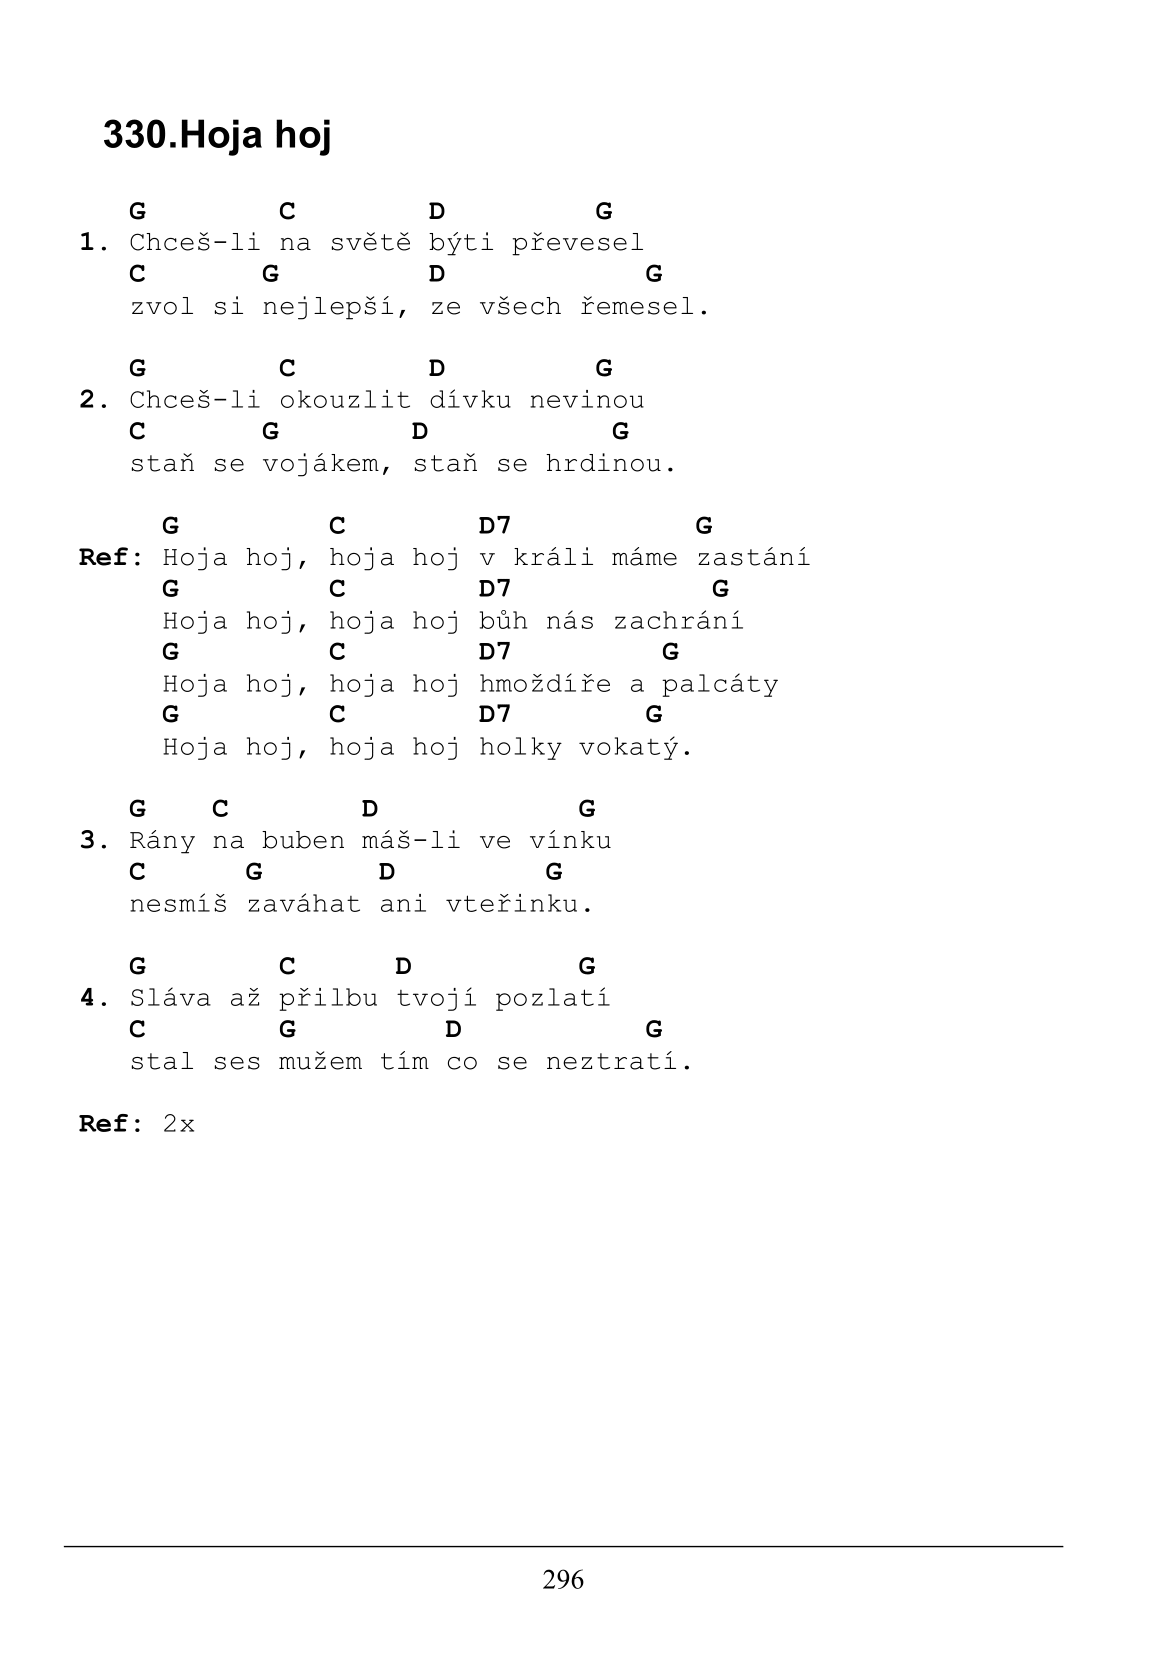 330.Hoja hoj
   G        C        D         G
1. Chceš-li na světě býti převesel
   C       G         D            G
   zvol si nejlepší, ze všech řemesel.
   G        C        D         G
2. Chceš-li okouzlit dívku nevinou
   C       G        D           G
   staň se vojákem, staň se hrdinou.
     G         C        D7           G
Ref: Hoja hoj, hoja hoj v králi máme zastání
     G         C        D7            G
     Hoja hoj, hoja hoj bůh nás zachrání
     G         C        D7         G
     Hoja hoj, hoja hoj hmoždíře a palcáty
     G         C        D7        G
     Hoja hoj, hoja hoj holky vokatý.
   G    C        D            G
3. Rány na buben máš-li ve vínku
   C      G       D         G
   nesmíš zaváhat ani vteřinku.
   G        C      D          G
4. Sláva až přilbu tvojí pozlatí
   C        G         D           G
   stal ses mužem tím co se neztratí.
Ref: 2x
296